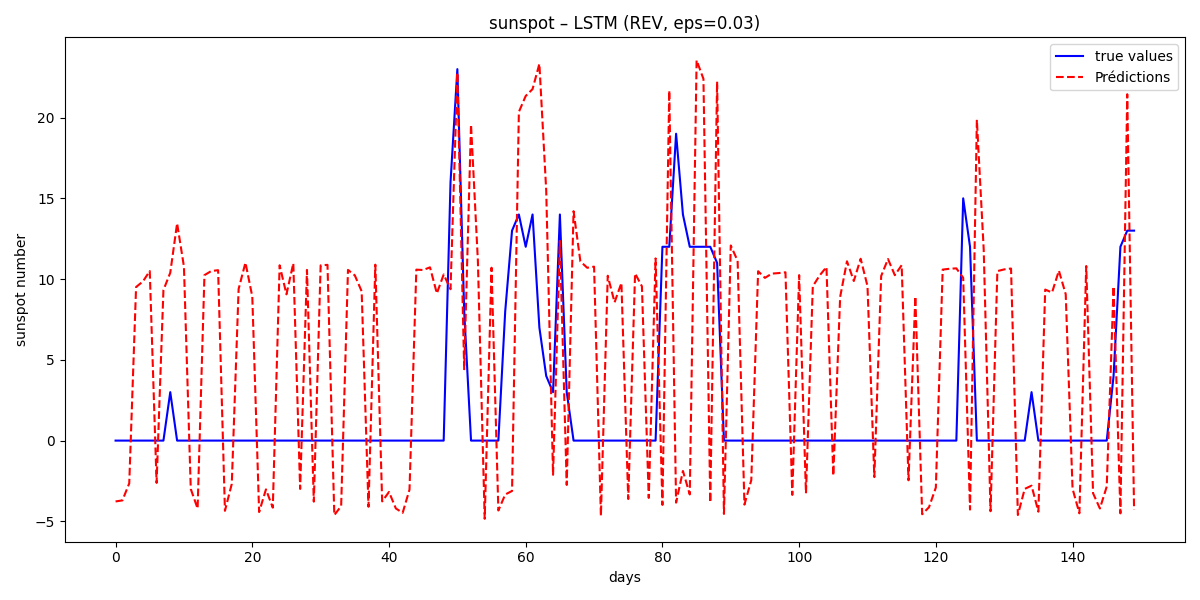 sunspot – LSTM (REV, eps=0.03)
true values
Prédictions
sunspot number
20
15
10
5
0
−5
0 20 40 60 80 100 120 140
days